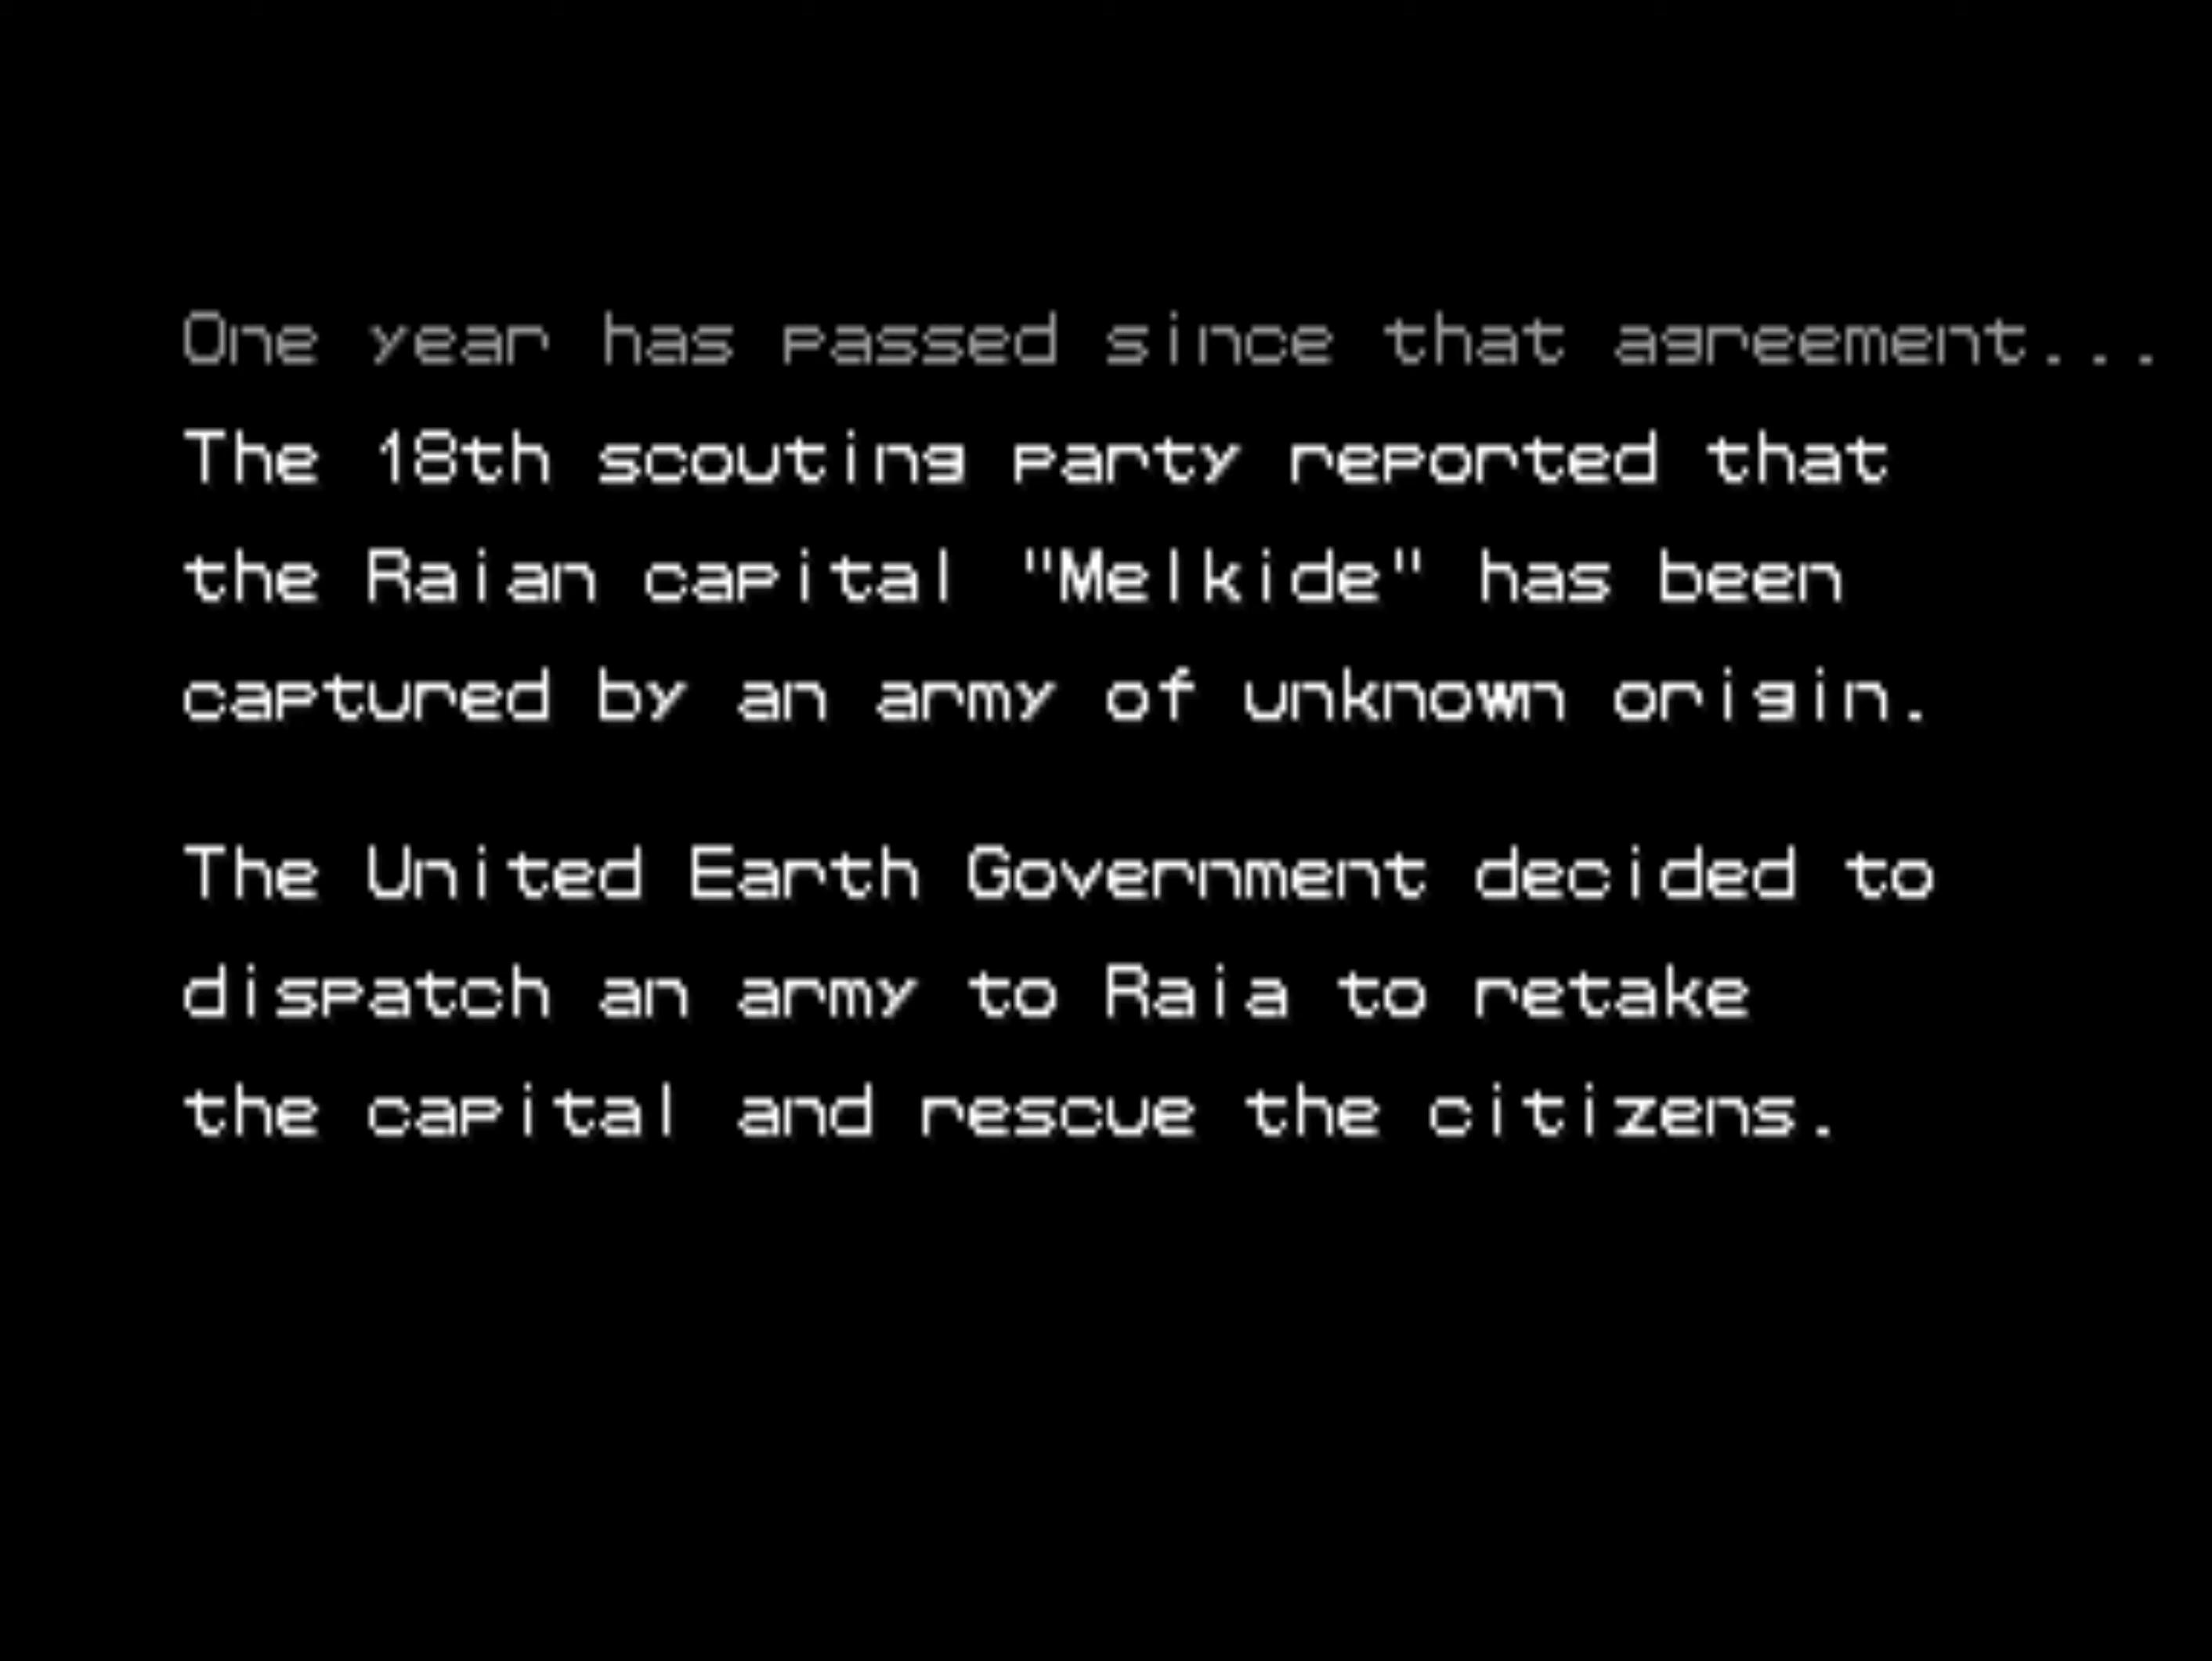 One year has passed since that agreement...
The 18th scouting party reported that
the Raian capital "Melkide" has been
captured by an army of unknown origin.
The United Earth Government decided to
dispatch an army to Raia to retake
the capital and rescue the citizens.